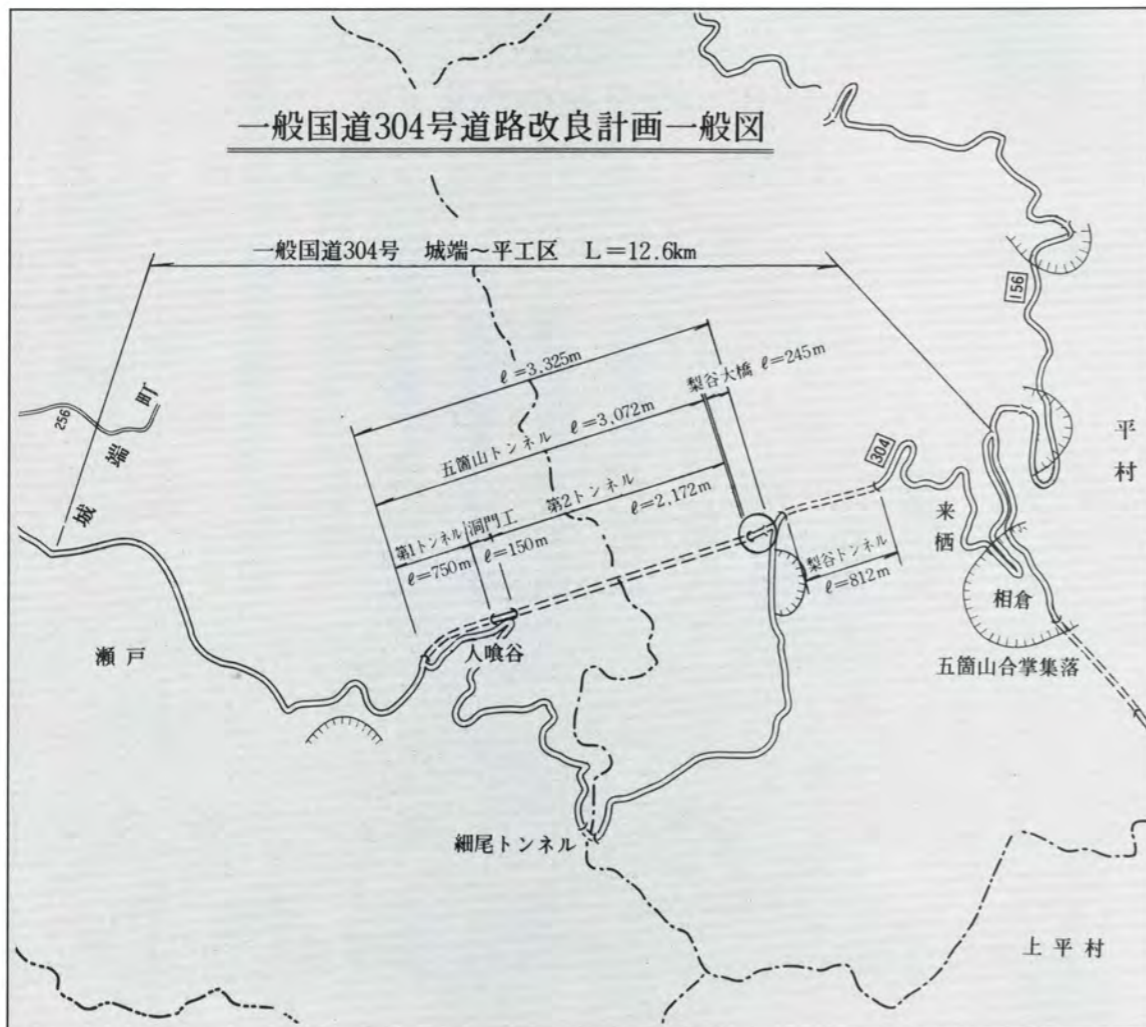 一般国道304号道路改良計画一般図
一般国道304号 城端~平工区 L=12.6km
156
ℓ=3,325m
梨谷大橋 ℓ=245m
256
城端町
五箇山トンネル ℓ=3,072m
平村
304
第1トンネル
洞門工
第2トンネル
ℓ=750m
ℓ=150m
ℓ=2,172m
来栖
梨谷トンネル
ℓ=812m
相倉
瀬戸
人喰谷
五箇山合掌集落
細尾トンネル
上平村